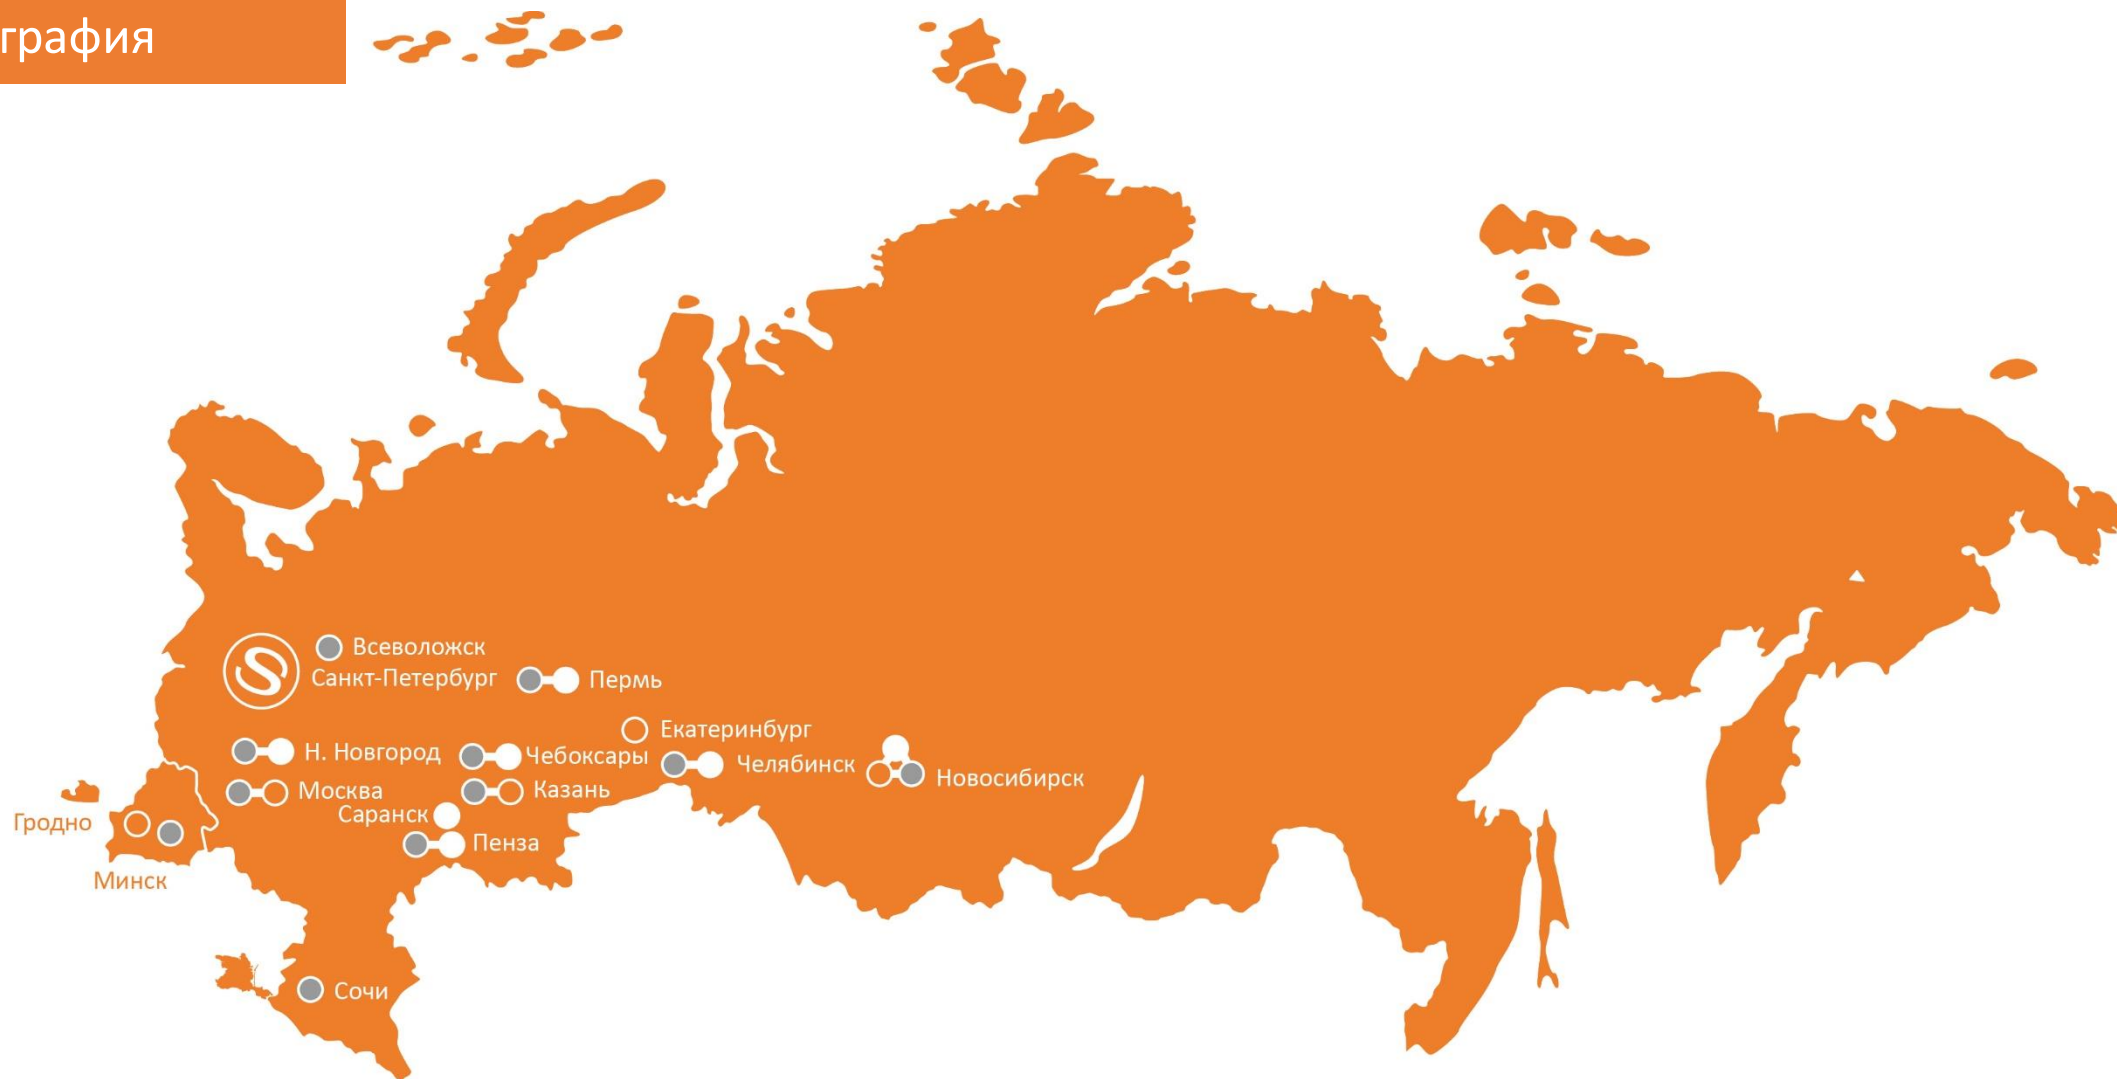 графия
Всеволожск
Санкт-Петербург
Пермь
Екатеринбург
Н. Новгород
Чебоксары
Челябинск
Новосибирск
Москва
Казань
Саранск
Гродно
Пенза
Минск
Сочи